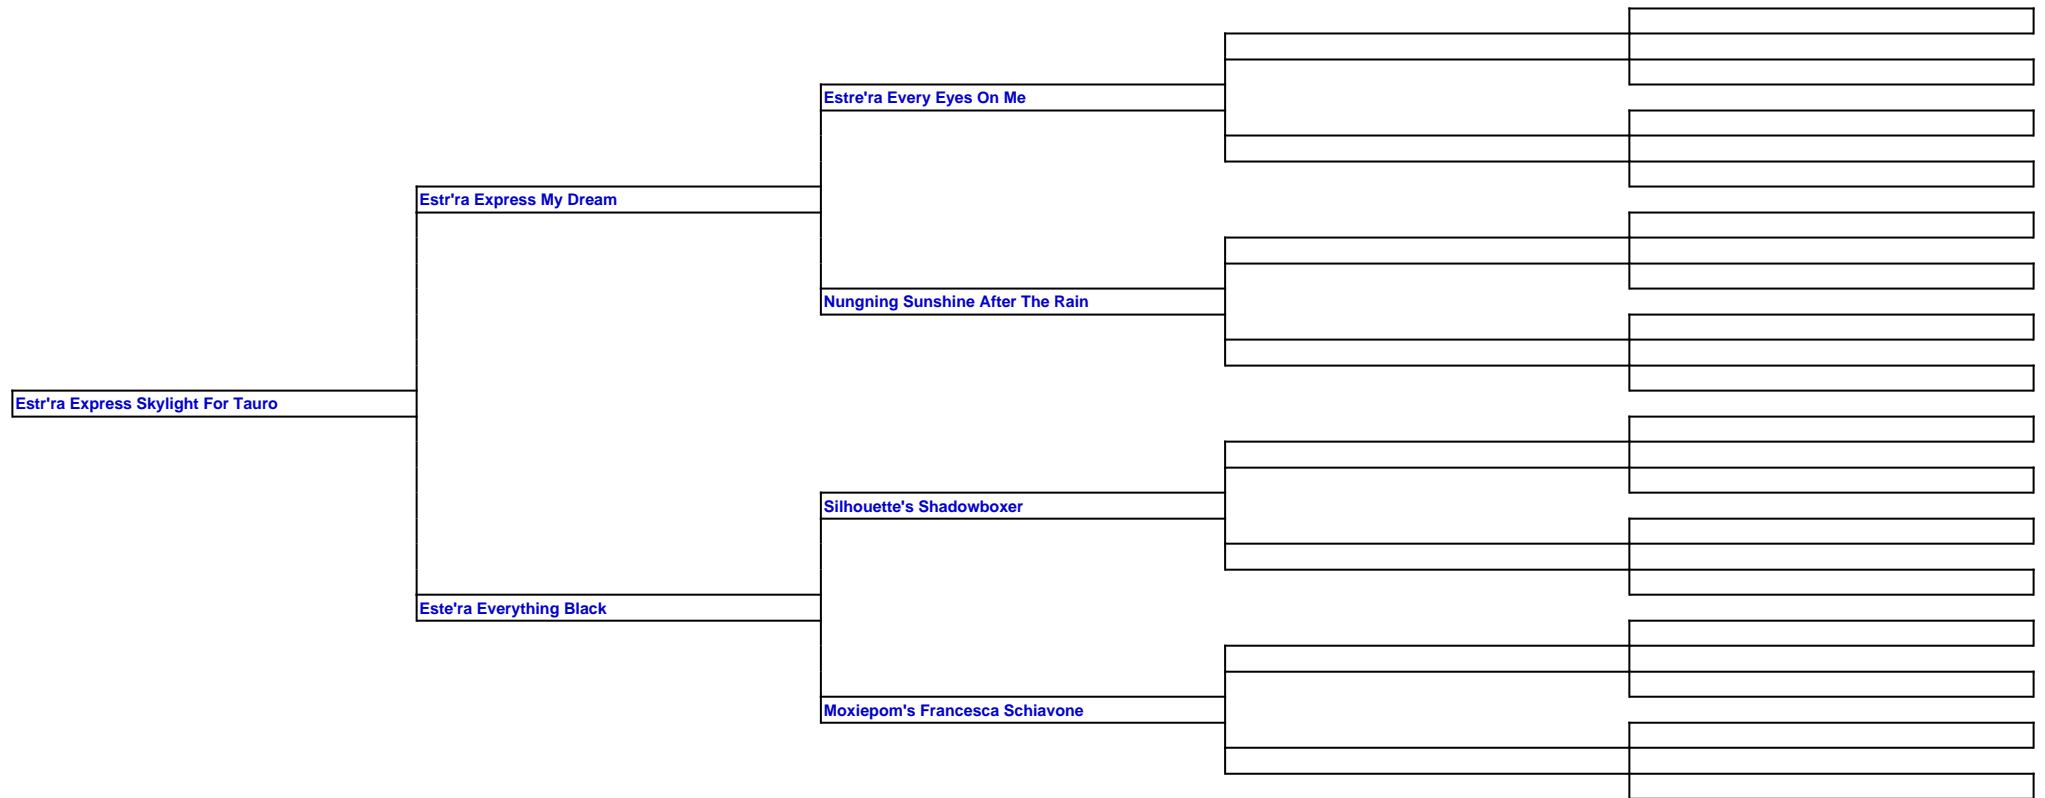 Estre'ra Every Eyes On Me
Estr'ra Express My Dream
Nungning Sunshine After The Rain
Estr'ra Express Skylight For Tauro
Silhouette's Shadowboxer
Este'ra Everything Black
Moxiepom's Francesca Schiavone